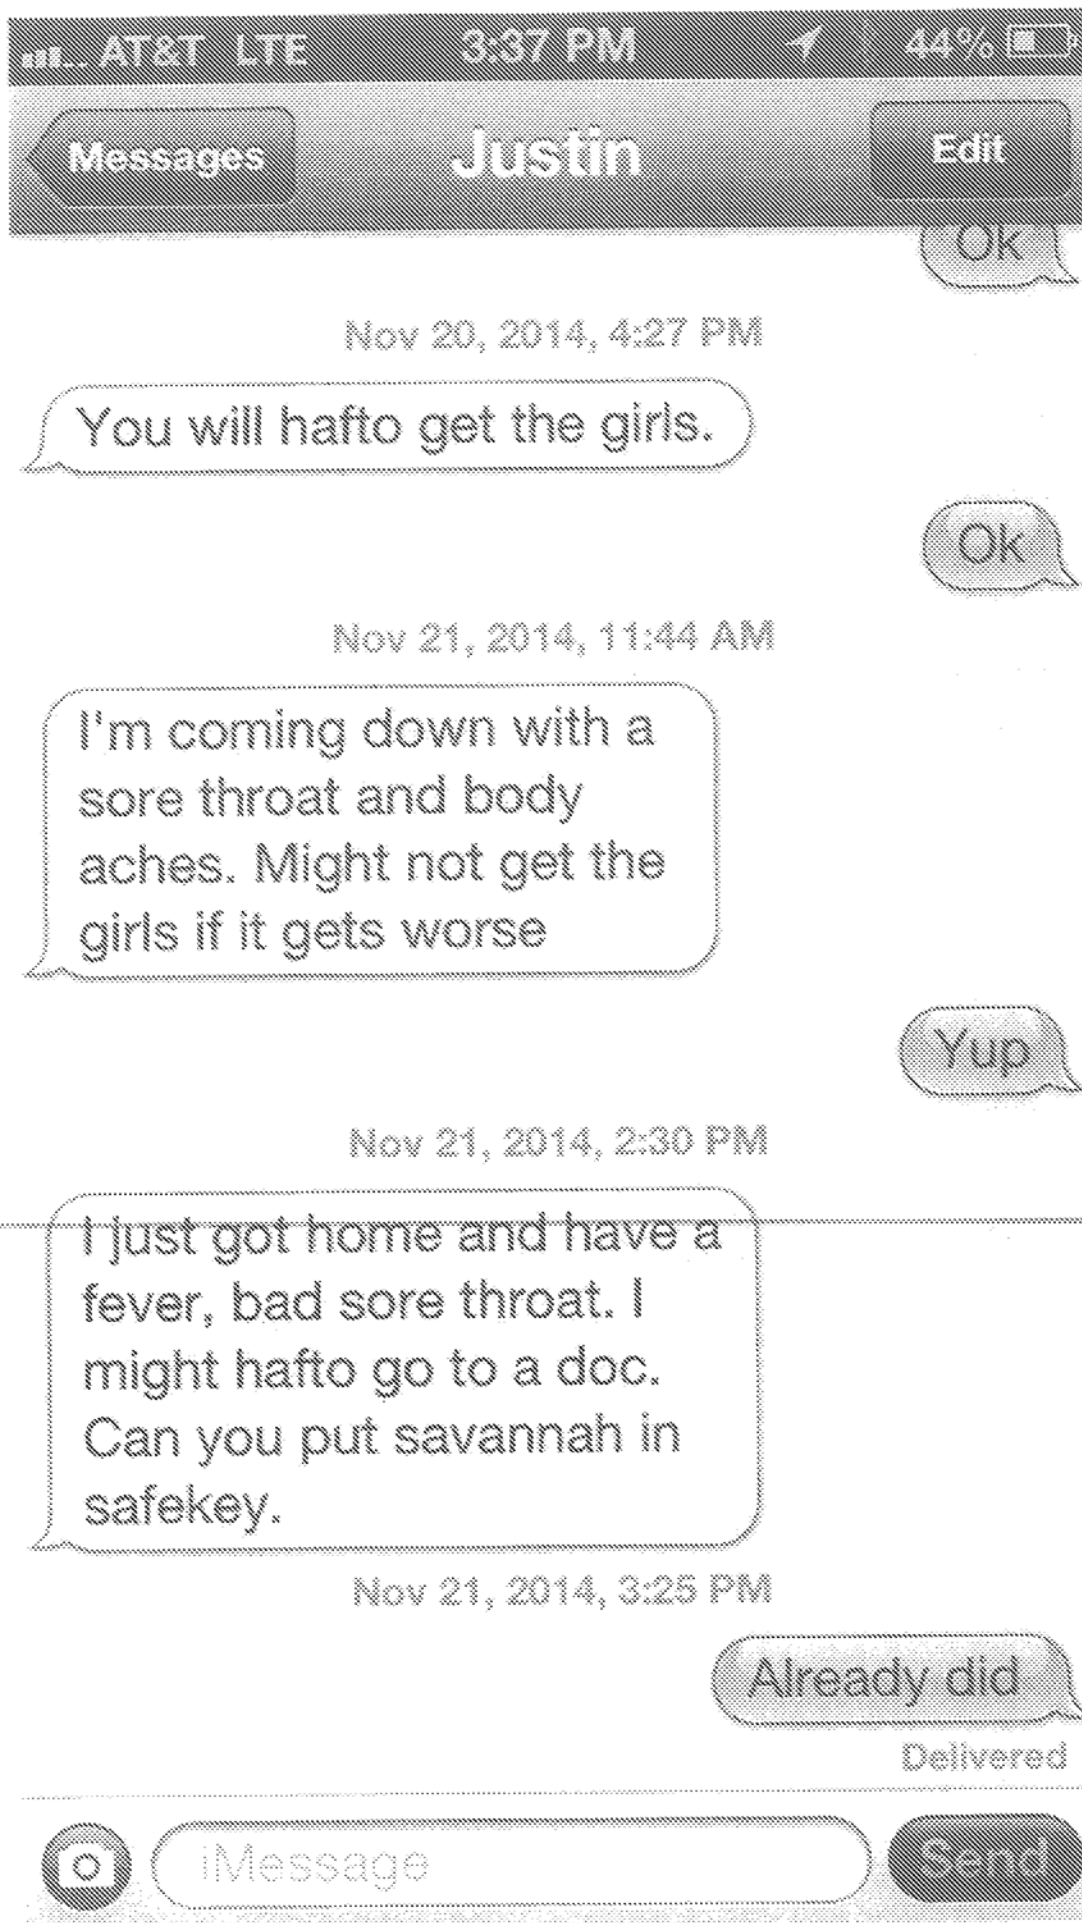 AT&T LTE 3:37 PM 44%
Messages Justin Edit
Ok
Nov 20, 2014, 4:27 PM
You will hafto get the girls.
Ok
Nov 21, 2014, 11:44 AM
I'm coming down with a
sore throat and body
aches. Might not get the
girls if it gets worse
Yup
Nov 21, 2014, 2:30 PM
I just got home and have a
fever, bad sore throat. I
might hafto go to a doc.
Can you put savannah in
safekey.
Nov 21, 2014, 3:25 PM
Already did
Delivered
iMessage Send